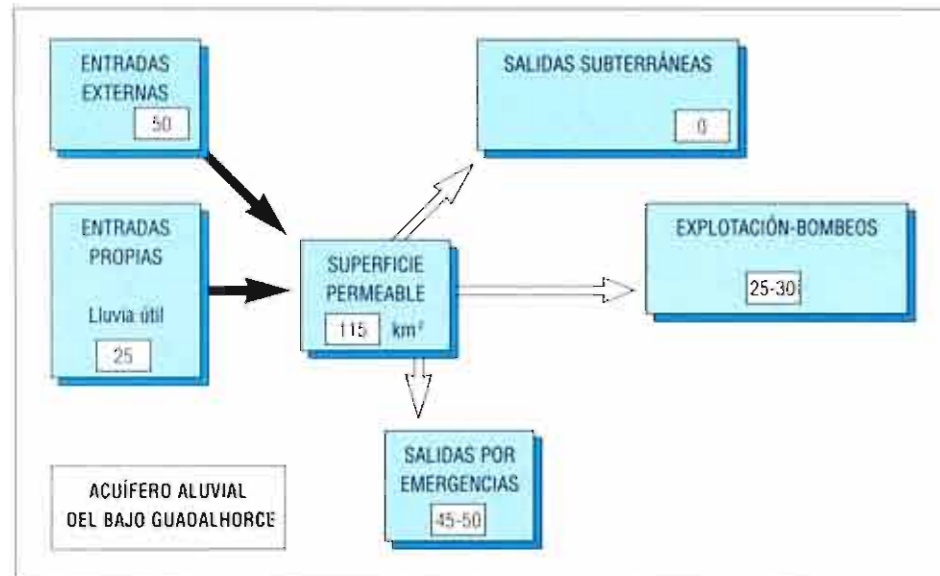 ENTRADAS
EXTERNAS
50
SALIDAS SUBTERRÁNEAS
0
ENTRADAS
PROPIAS
Lluvia útil
25
SUPERFICIE
PERMEABLE
115 km²
EXPLOTACIÓN-BOMBEOS
25-30
SALIDAS POR
EMERGENCIAS
45-50
ACUÍFERO ALUVIAL
DEL BAJO GUADALHORCE